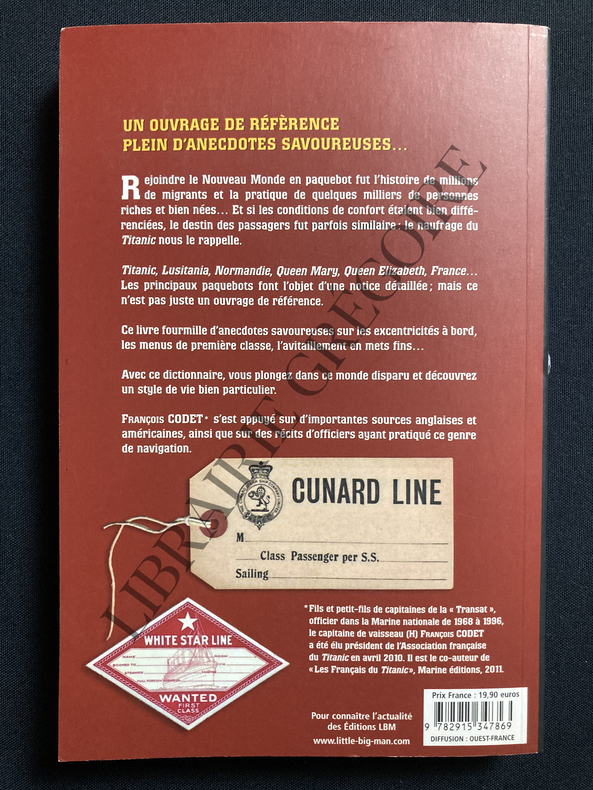 UN OUVRAGE DE RÉFÈRENCE
PLEIN D'ANECDOTES SAVOUREUSES...
Rejoindre le Nouveau Monde en paquebot fut l'histoire de millions
de migrants et la pratique de quelques milliers de personnes
riches et bien nées... Et si les conditions de confort étaient bien diffé-
renciées, le destin des passagers fut parfois similaire : le naufrage du
Titanic nous le rappelle.
Titanic, Lusitania, Normandie, Queen Mary, Queen Elizabeth, France...
Les principaux paquebots font l'objet d'une notice détaillée ; mais ce
n'est pas juste un ouvrage de référence.
Ce livre fourmille d'anecdotes savoureuses sur les excentricités à bord,
les menus de première classe, l'avitaillement en mets fins...
Avec ce dictionnaire, vous plongez dans ce monde disparu et découvrez
un style de vie bien particulier.
FRANÇOIS CODET* s'est appuyé sur d'importantes sources anglaises et
américaines, ainsi que sur des récits d'officiers ayant pratiqué ce genre
de navigation.
CUNARD LINE
M
Class Passenger per S.S.
Sailing
WHITE STAR LINE
NAME
STEAMER
WANTED
FIRST
CLASS
*Fils et petit-fils de capitaines de la « Transat »,
officier dans la Marine nationale de 1968 à 1996,
le capitaine de vaisseau (H) FRANÇOIS CODET
a été élu président de l'Association française
du Titanic en avril 2010. Il est le co-auteur de
« Les Français du Titanic», Marine éditions, 2011.
Pour connaître l'actualité
des Éditions LBM
www.little-big-man.com
Prix France : 19,90 euros
9 782915 347869
DIFFUSION : OUEST-FRANCE
LIBRAIRIE GREGOIRE